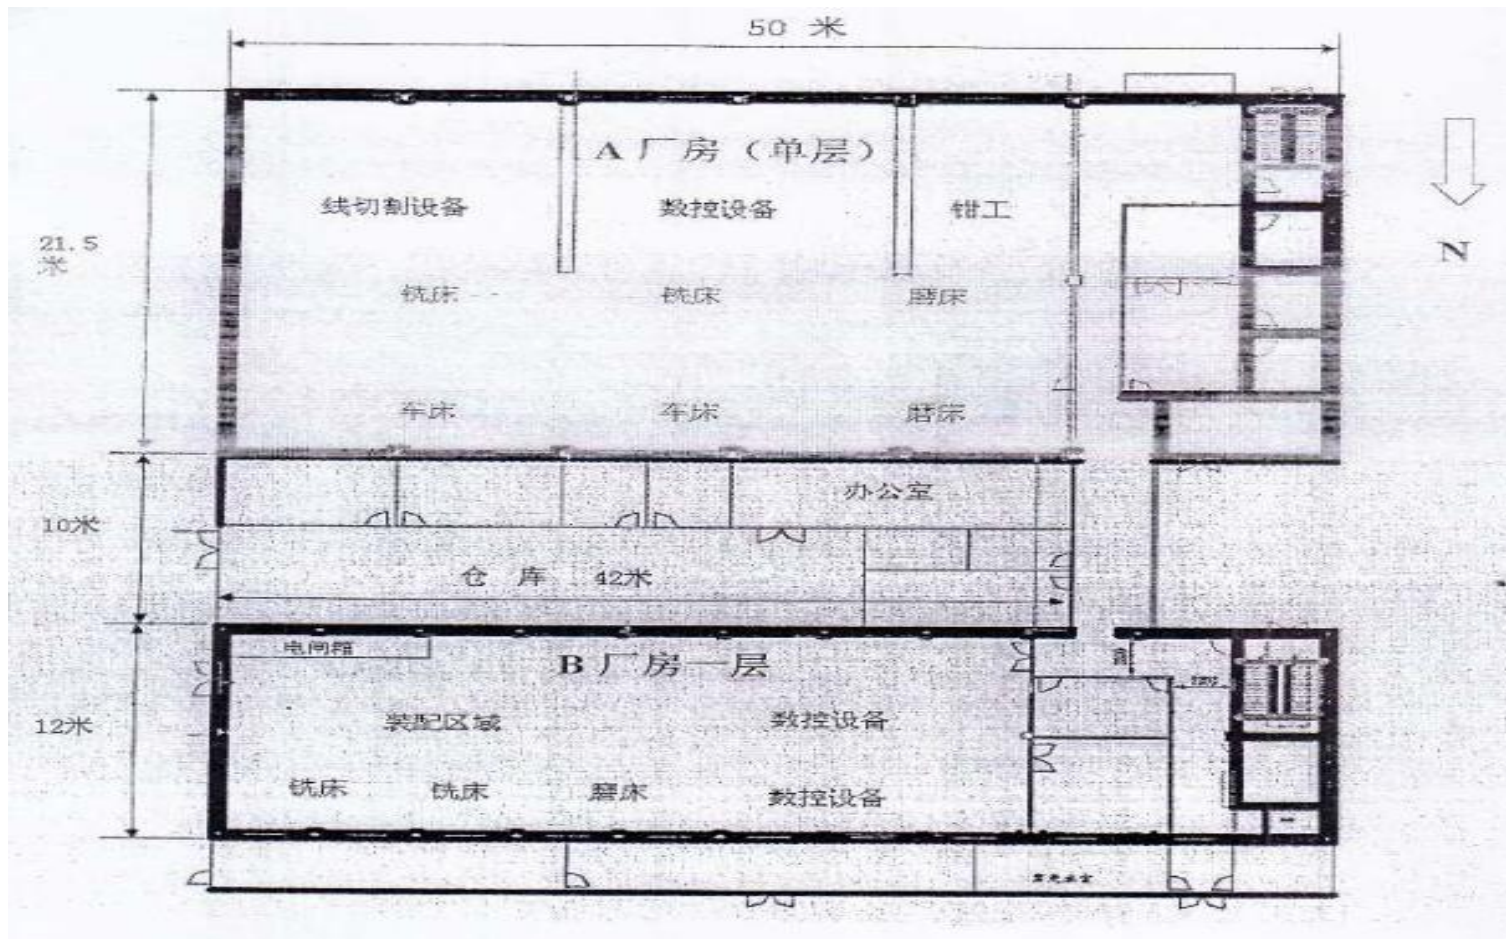 50 米
A 厂房（单层）
线切割设备 数控设备 钳工
N
21.5
米
铣床 铣床 磨床
车床 车床 磨床
办公室
10米
仓 库 42米
电闸箱
B 厂房一层
12米
装配区域 数控设备
铣床 铣床 磨床 数控设备